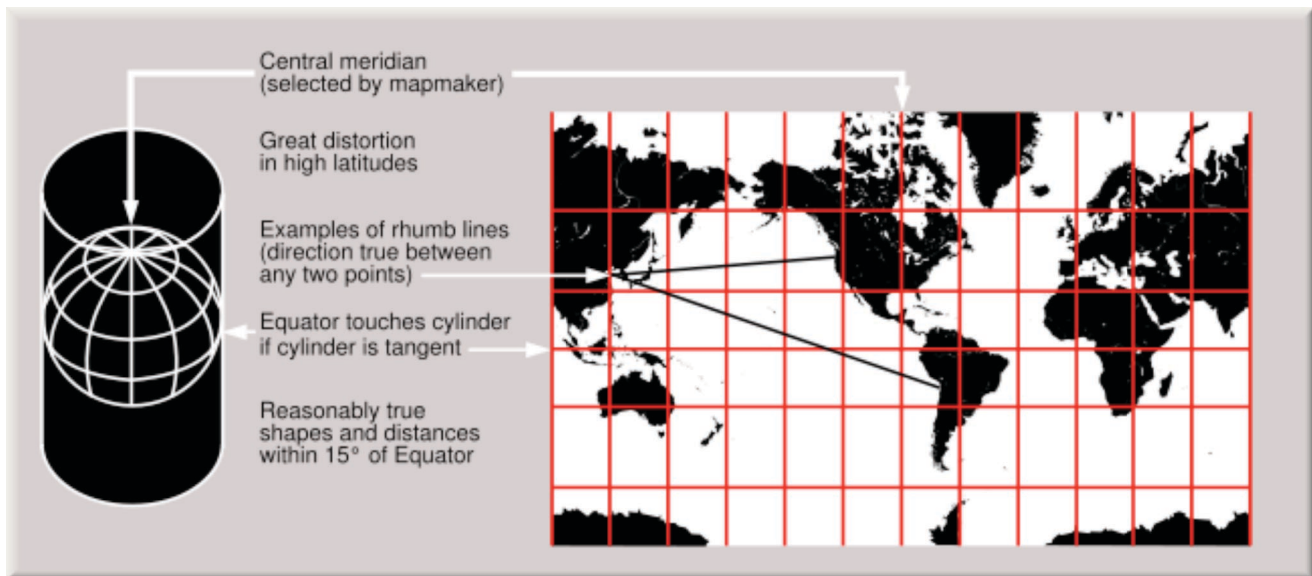 Central meridian
(selected by mapmaker)
Great distortion
in high latitudes
Examples of rhumb lines
(direction true between
any two points)
Equator touches cylinder
if cylinder is tangent
Reasonably true
shapes and distances
within 15° of Equator